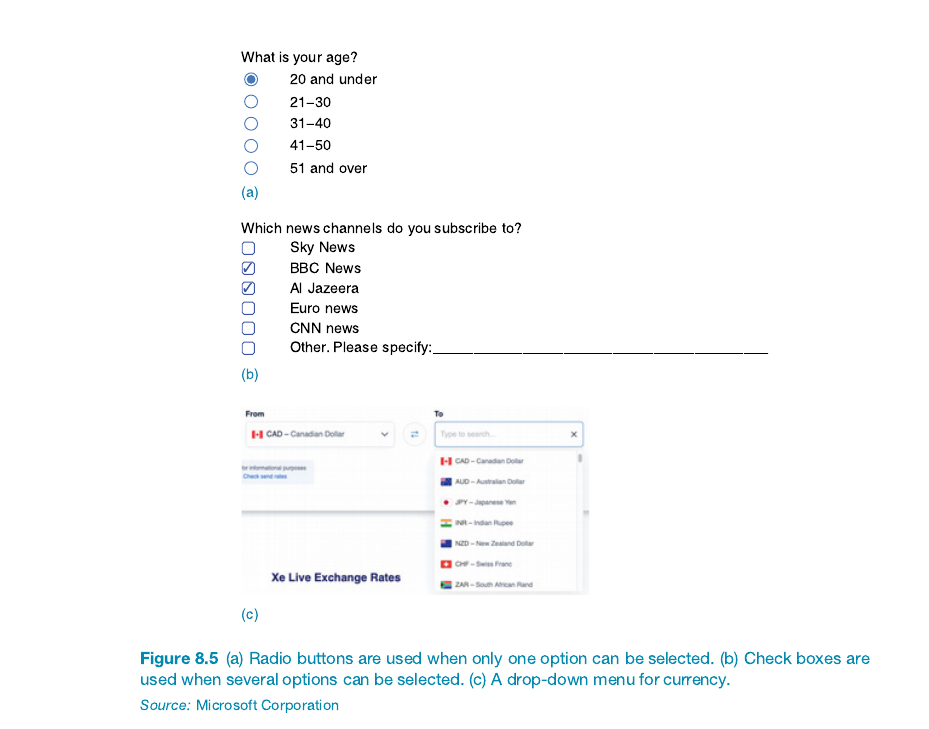 What is your age?
20 and under
21–30
31–40
41–50
51 and over
(a)
Which news channels do you subscribe to?
Sky News
BBC News
Al Jazeera
Euro news
CNN news
Other. Please specify:
(b)
From
To
CAD – Canadian Dollar
Type to search...
for informational purposes
Check send rates
CAD – Canadian Dollar
AUD – Australian Dollar
JPY – Japanese Yen
INR – Indian Rupee
NZD – New Zealand Dollar
CHF – Swiss Franc
ZAR – South African Rand
Xe Live Exchange Rates
(c)
Figure 8.5 (a) Radio buttons are used when only one option can be selected. (b) Check boxes are
used when several options can be selected. (c) A drop-down menu for currency.
Source: Microsoft Corporation